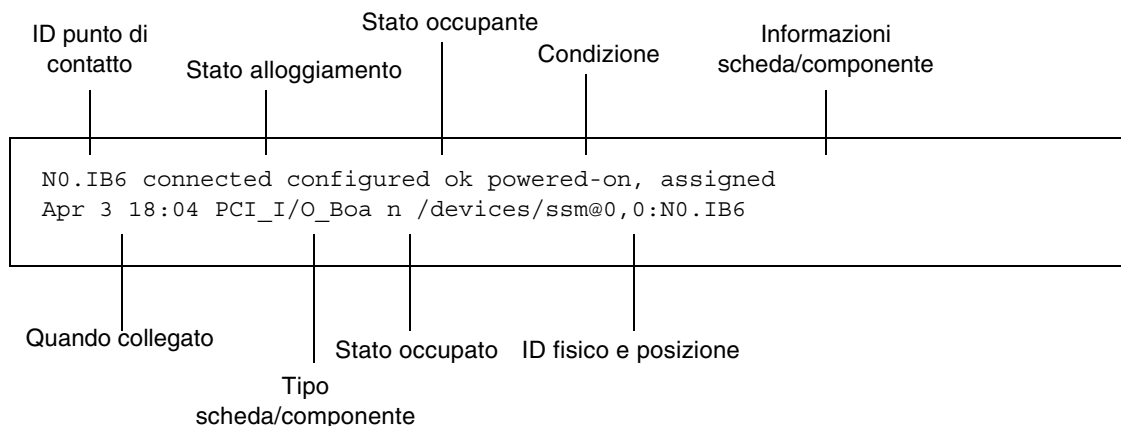 Stato occupante
ID punto di
contatto
Stato alloggiamento
Condizione
Informazioni
scheda/componente
N0.IB6 connected configured ok powered-on, assigned
Apr 3 18:04 PCI_I/O_Boa n /devices/ssm@0,0:N0.IB6
Quando collegato
Stato occupato
ID fisico e posizione
Tipo
scheda/componente